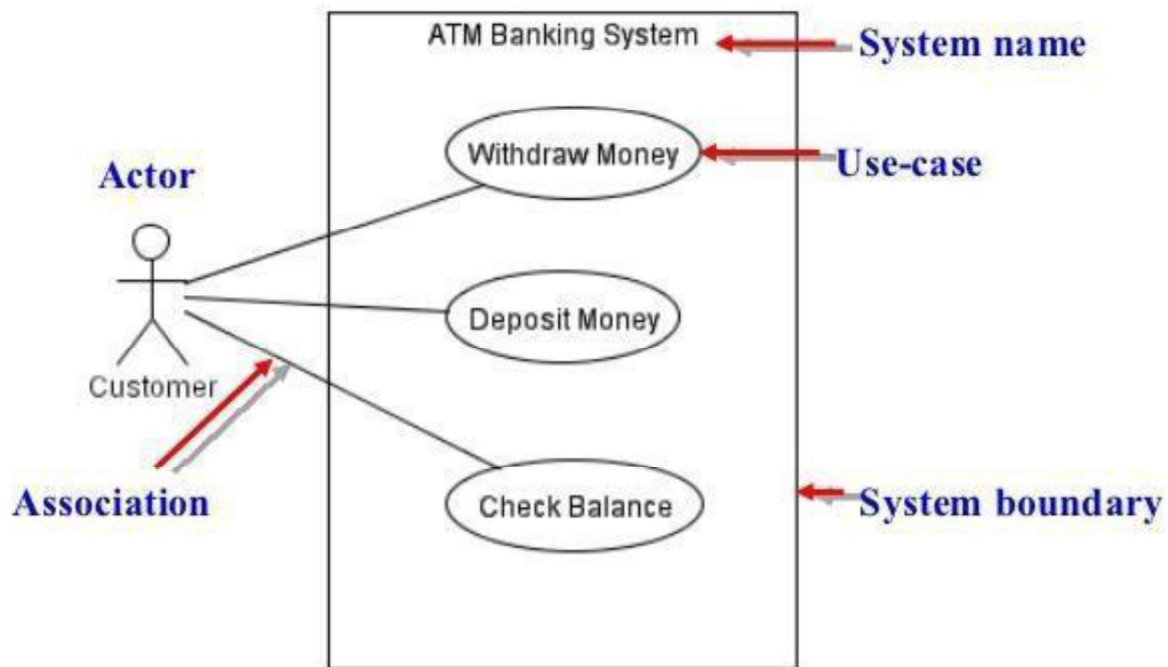 ATM Banking System
System name
Withdraw Money
Use-case
Actor
Deposit Money
Customer
Association
Check Balance
System boundary